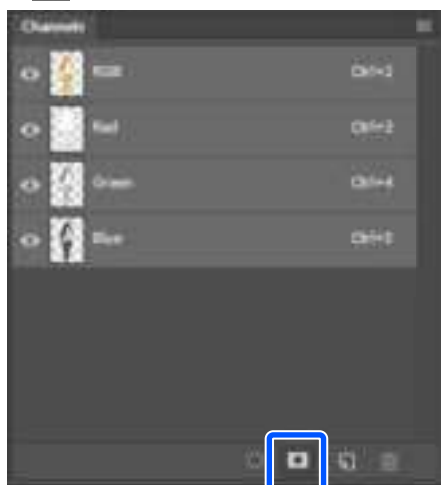 Channels
RGB Ctrl+2
Red Ctrl+3
Green Ctrl+4
Blue Ctrl+5